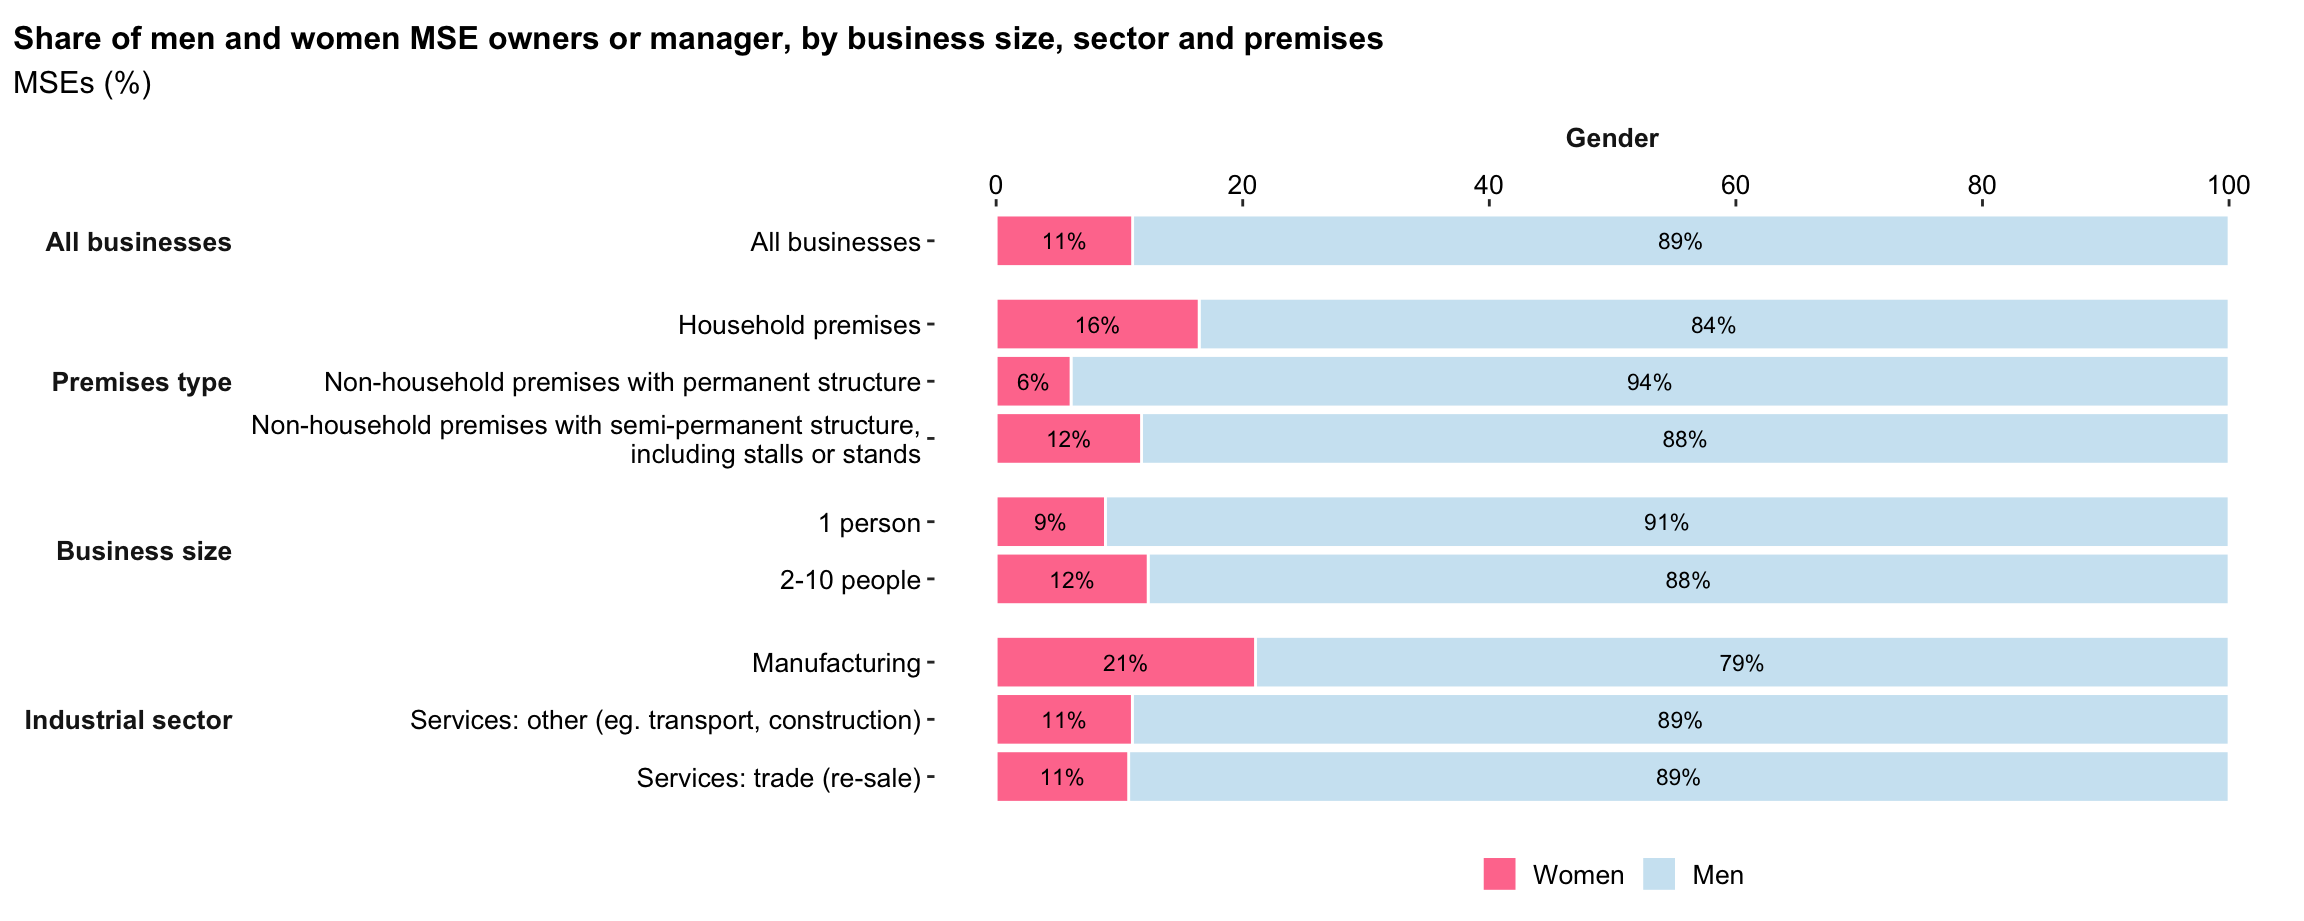 Share of men and women MSE owners or manager, by business size, sector and premises
MSEs (%)
Gender
0 20 40 60 80 100
All businesses
All businesses
11% 89%
Premises type
Household premises
16% 84%
Non-household premises with permanent structure
6% 94%
Non-household premises with semi-permanent structure,
including stalls or stands
12% 88%
Business size
1 person
9% 91%
2-10 people
12% 88%
Industrial sector
Manufacturing
21% 79%
Services: other (eg. transport, construction)
11% 89%
Services: trade (re-sale)
11% 89%
Women Men